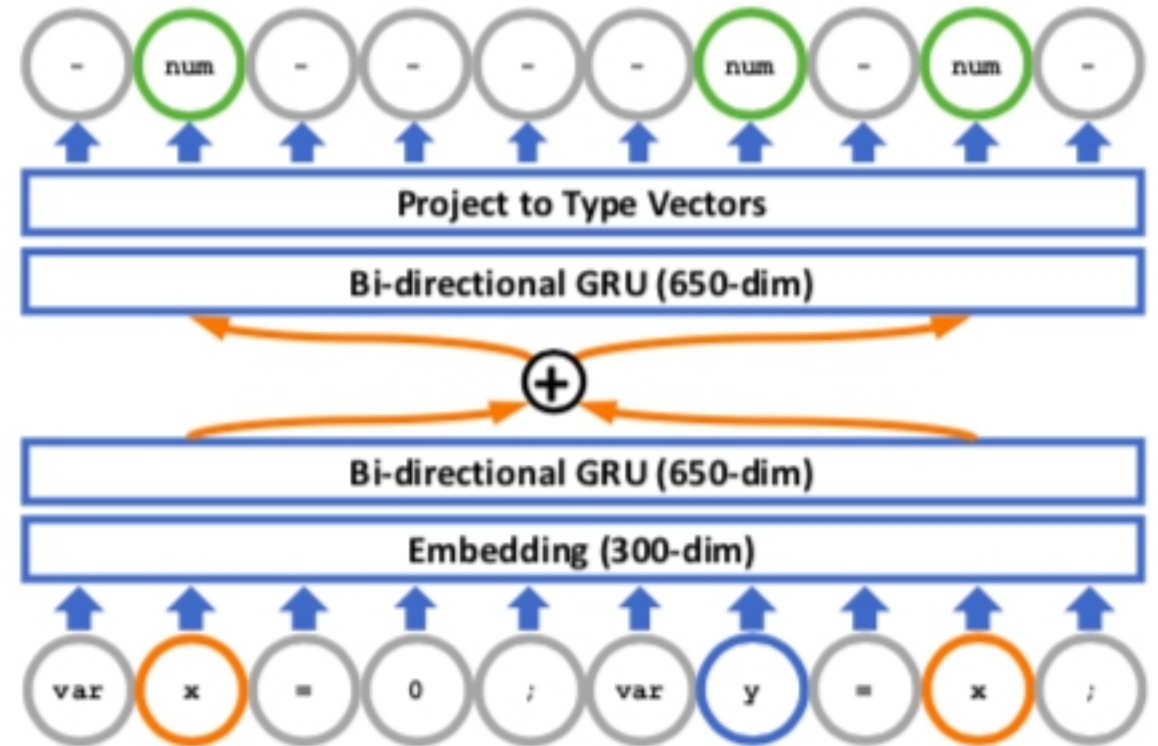 - num - - - - num - num -
Project to Type Vectors
Bi-directional GRU (650-dim)
+
Bi-directional GRU (650-dim)
Embedding (300-dim)
var x = 0 ; var y = x ;